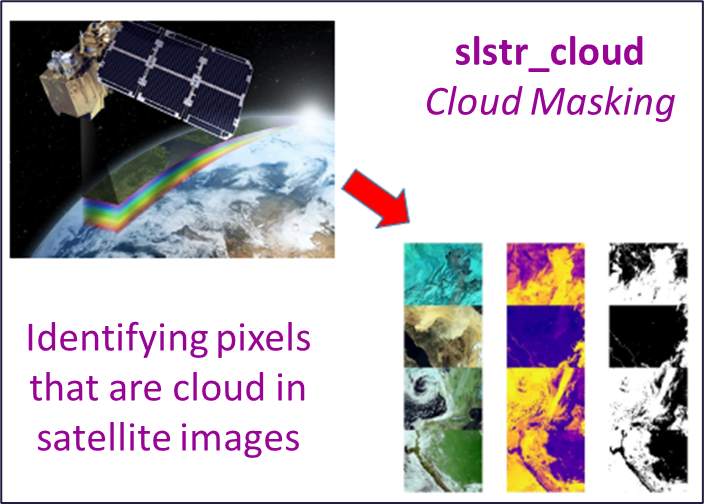 slstr_cloud
Cloud Masking
Identifying pixels
that are cloud in
satellite images